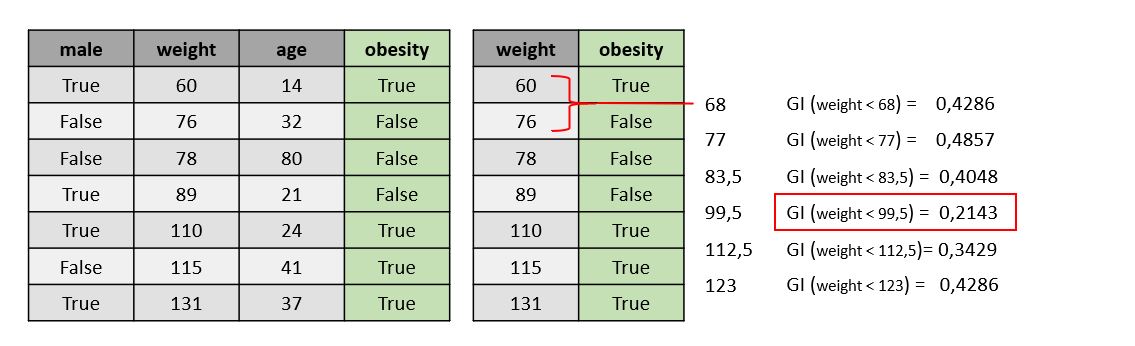 male weight age obesity
True 60 14 True
False 76 32 False
False 78 80 False
True 89 21 False
True 110 24 True
False 115 41 True
True 131 37 True
weight obesity
60 True
76 False
78 False
89 False
110 True
115 True
131 True
68 GI (weight < 68) = 0,4286
77 GI (weight < 77) = 0,4857
83,5 GI (weight < 83,5) = 0,4048
99,5 GI (weight < 99,5) = 0,2143
112,5 GI (weight < 112,5)= 0,3429
123 GI (weight < 123) = 0,4286